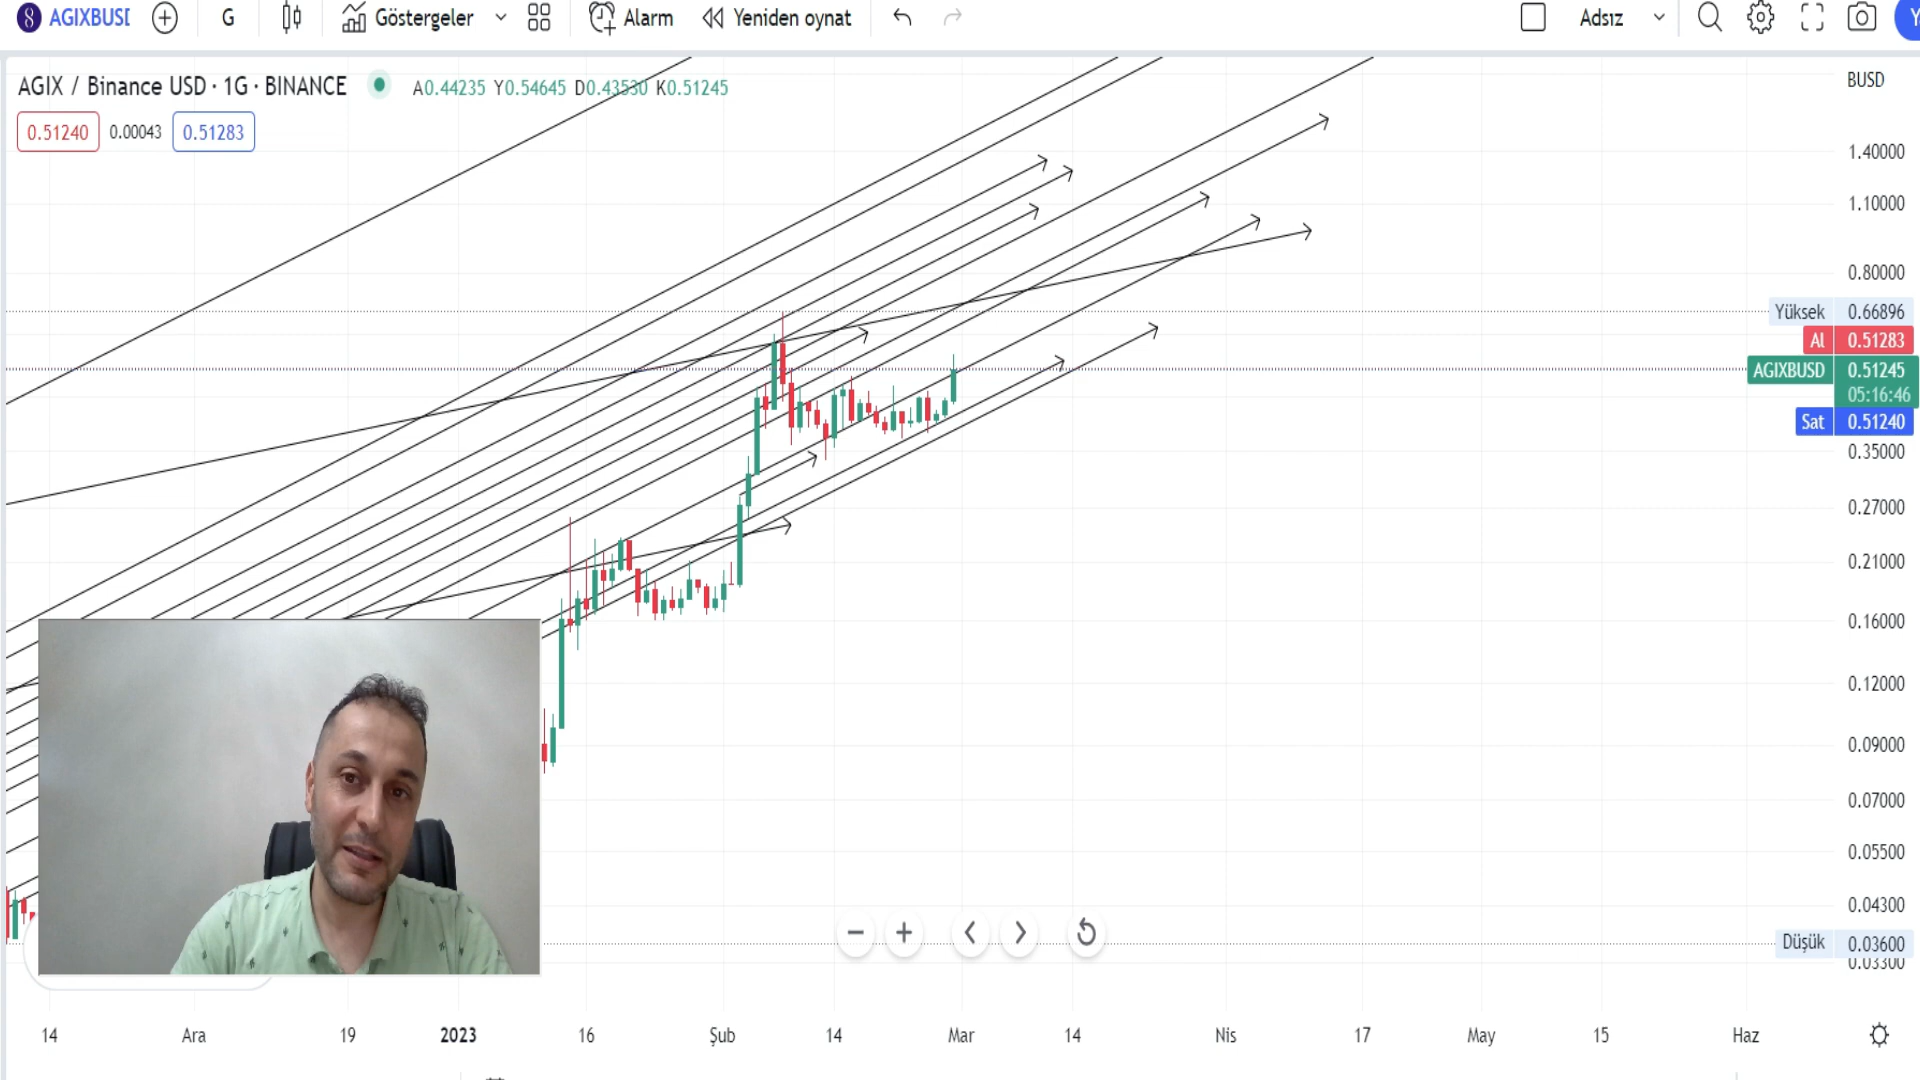 AGIXBUSD G Göstergeler Alarm Yeniden oynat Adsız
AGIX / Binance USD · 1G · BINANCE A0.44235 Y0.54645 D0.43530 K0.51245
0.51240 0.00043 0.51283
BUSD
1.40000
1.10000
0.80000
Yüksek 0.66896
Al 0.51283
AGIXBUSD 0.51245
05:16:46
Sat 0.51240
0.35000
0.27000
0.21000
0.16000
0.12000
0.09000
0.07000
0.05500
0.04300
Düşük 0.03600
0.03300
14 Ara 19 2023 16 Şub 14 Mar 14 Nis 17 May 15 Haz